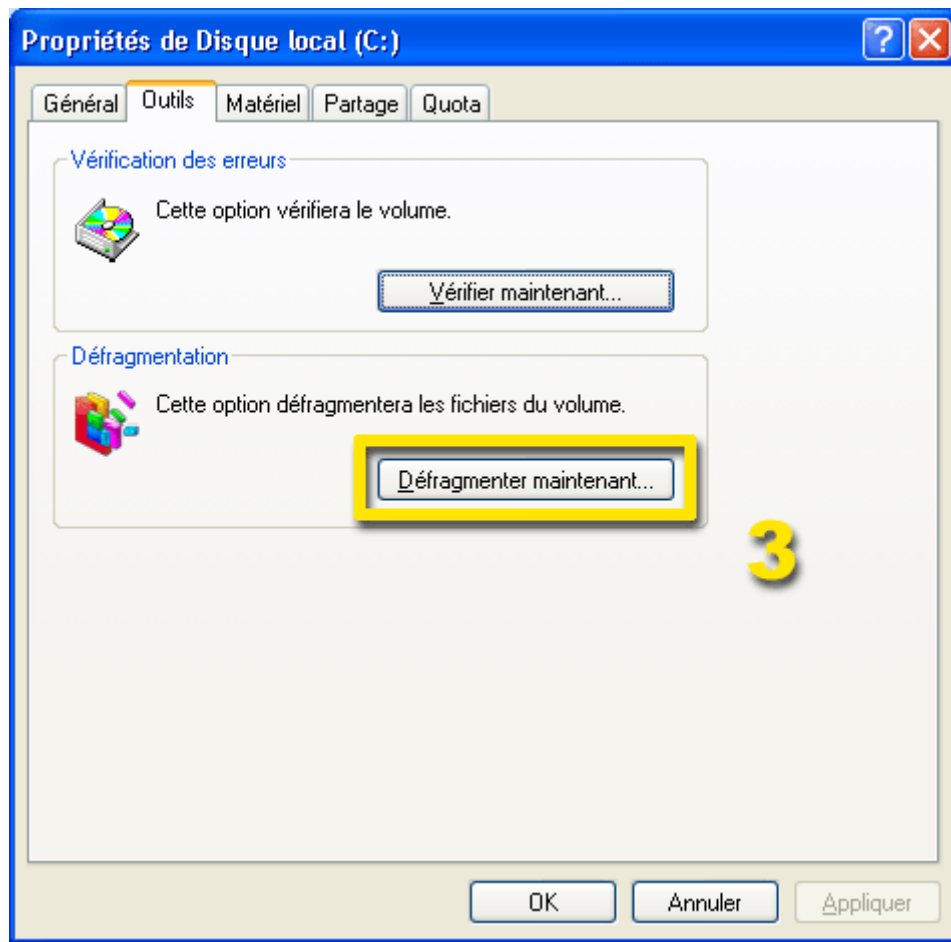 Propriétés de Disque local (C:)
Général Outils Matériel Partage Quota
Vérification des erreurs
Cette option vérifiera le volume.
Vérifier maintenant...
Défragmentation
Cette option défragmentera les fichiers du volume.
Défragmenter maintenant...
3
OK Annuler Appliquer